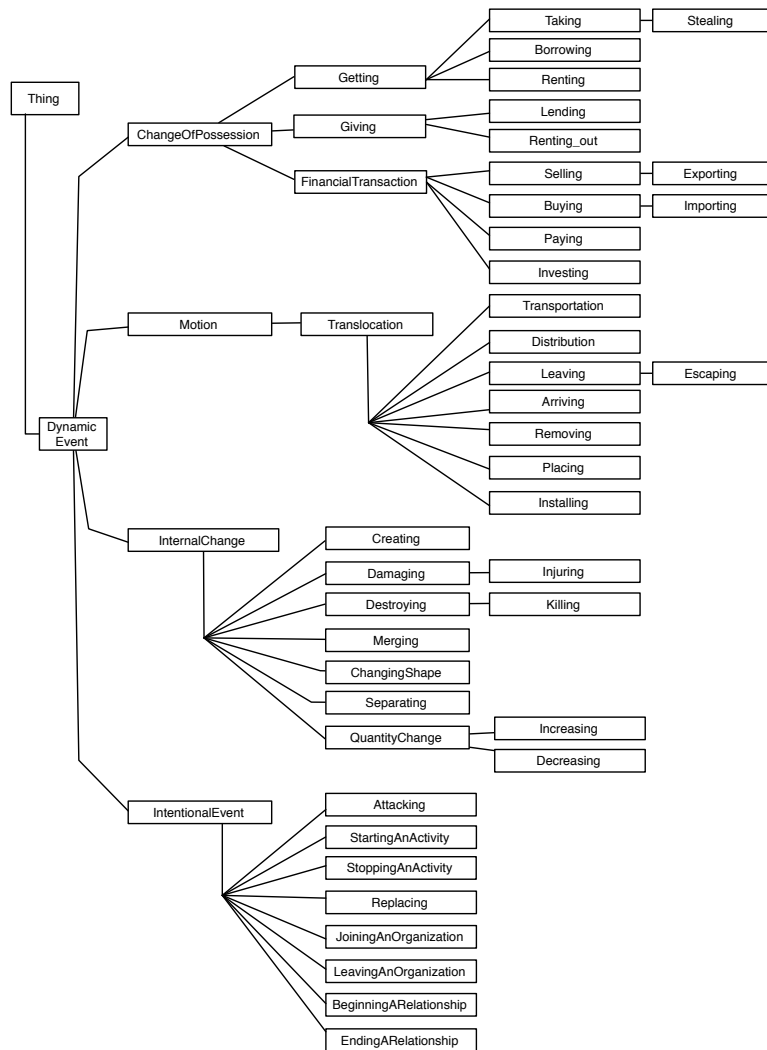 Thing
Dynamic
Event
ChangeOfPossession
Getting
Taking
Stealing
Borrowing
Renting
Giving
Lending
Renting_out
FinancialTransaction
Selling
Exporting
Buying
Importing
Paying
Investing
Motion
Translocation
Transportation
Distribution
Leaving
Escaping
Arriving
Removing
Placing
Installing
InternalChange
Creating
Damaging
Injuring
Destroying
Killing
Merging
ChangingShape
Separating
QuantityChange
Increasing
Decreasing
IntentionalEvent
Attacking
StartingAnActivity
StoppingAnActivity
Replacing
JoiningAnOrganization
LeavingAnOrganization
BeginningARelationship
EndingARelationship